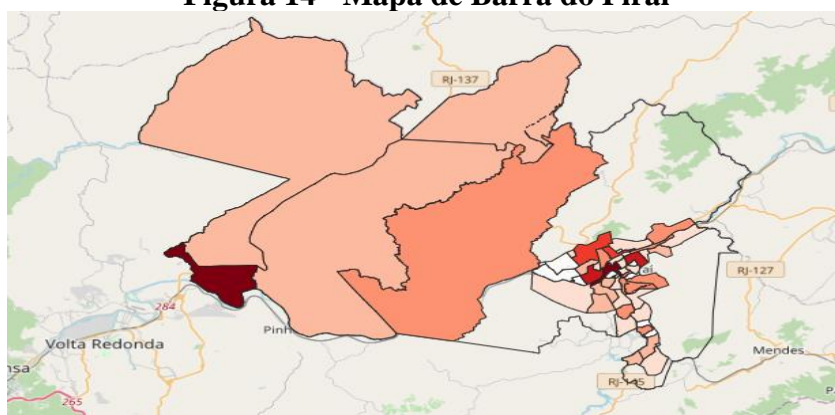 Figura 14 - Mapa de Barra do Piraí
RJ-137
RJ-127
284
Pinh
Volta Redonda
Mendes
nsa
RJ-145
265